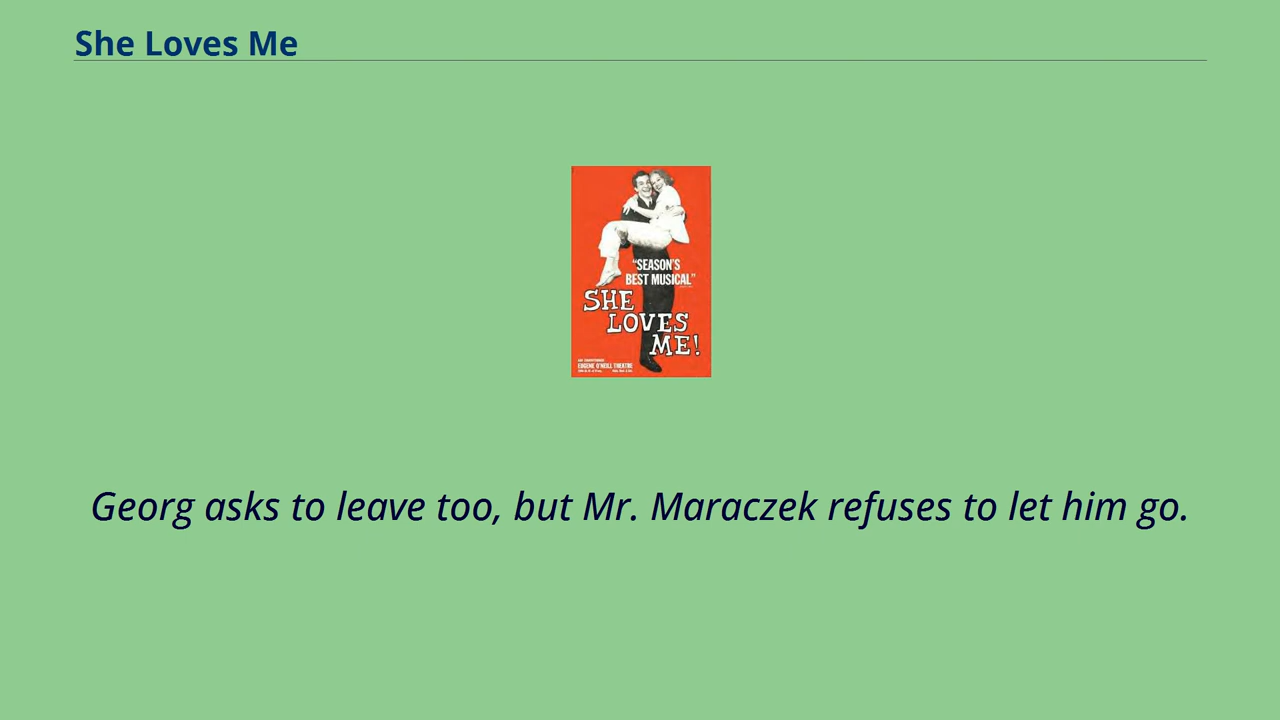 She Loves Me
"SEASON'S
BEST MUSICAL"
SHE
LOVES
ME!
EUGENE O'NEILL THEATRE
Georg asks to leave too, but Mr. Maraczek refuses to let him go.